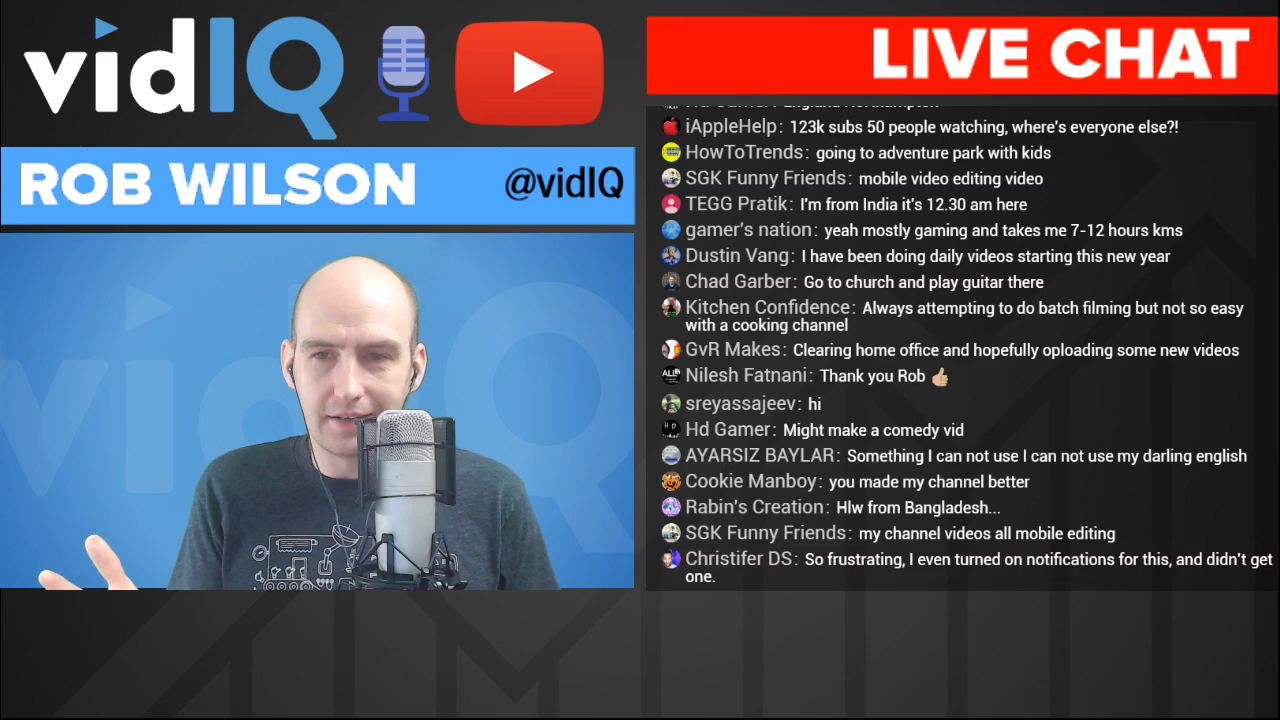 vidIQ
LIVE CHAT
ROB WILSON
@vidIQ
England Northampton
iAppleHelp: 123k subs 50 people watching, where's everyone else?!
HowToTrends: going to adventure park with kids
SGK Funny Friends: mobile video editing video
TEGG Pratik: I'm from India it's 12.30 am here
gamer's nation: yeah mostly gaming and takes me 7-12 hours kms
Dustin Vang: I have been doing daily videos starting this new year
Chad Garber: Go to church and play guitar there
Kitchen Confidence: Always attempting to do batch filming but not so easy
with a cooking channel
GvR Makes: Clearing home office and hopefully oploading some new videos
Nilesh Fatnani: Thank you Rob 👍🏼
sreyassajeev: hi
Hd Gamer: Might make a comedy vid
AYARSIZ BAYLAR: Something I can not use I can not use my darling english
Cookie Manboy: you made my channel better
Rabin's Creation: Hlw from Bangladesh...
SGK Funny Friends: my channel videos all mobile editing
Christifer DS: So frustrating, I even turned on notifications for this, and didn't get
one.